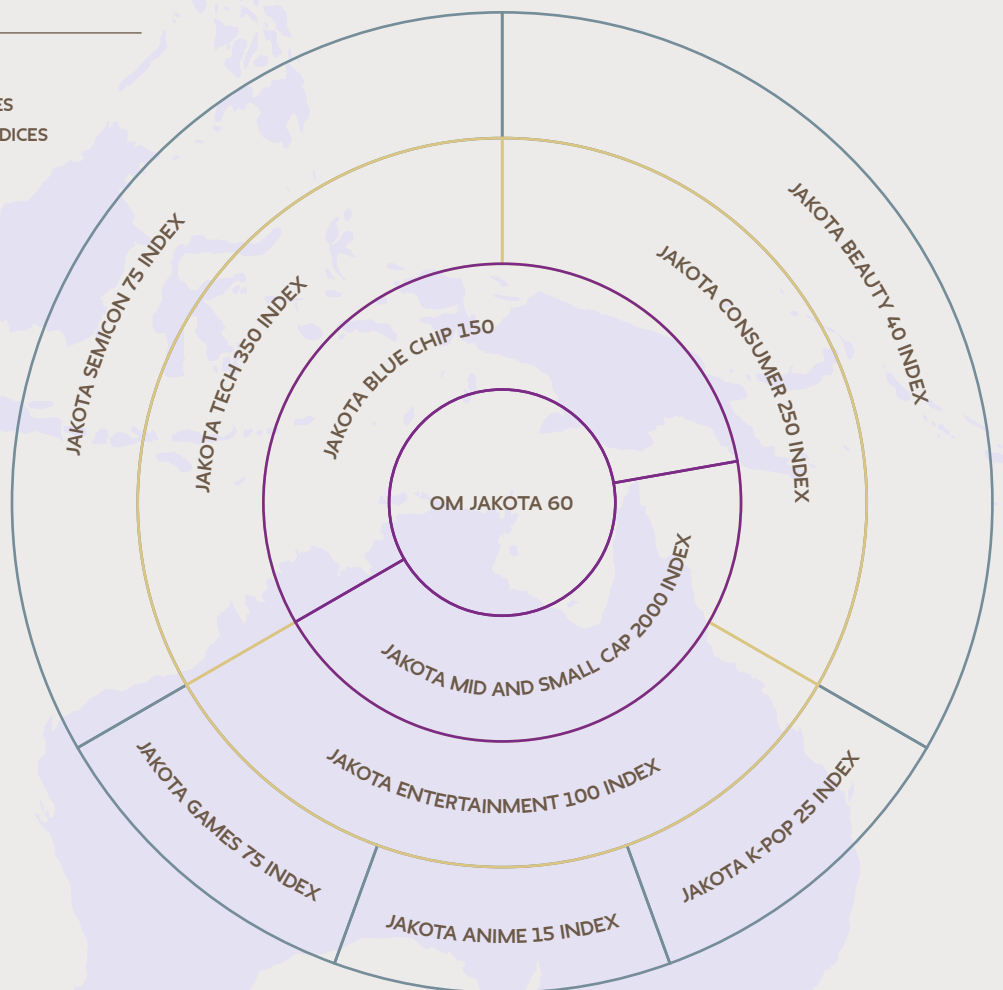 DICES
JAKOTA SEMICON 75 INDEX
JAKOTA TECH 350 INDEX
JAKOTA BLUE CHIP 150
OM JAKOTA 60
JAKOTA CONSUMER 250 INDEX
JAKOTA BEAUTY 40 INDEX
JAKOTA MID AND SMALL CAP 2000 INDEX
JAKOTA ENTERTAINMENT 100 INDEX
JAKOTA GAMES 75 INDEX
JAKOTA ANIME 15 INDEX
JAKOTA K-POP 25 INDEX